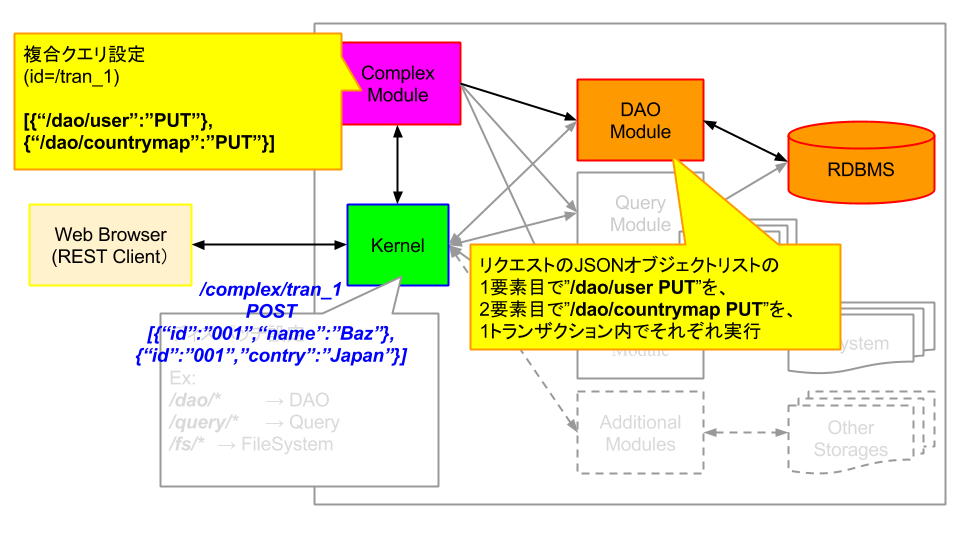 複合クエリ設定
(id=/tran_1)
[{“/dao/user”:”PUT”},
{“/dao/countrymap”:”PUT”}]
Complex
Module
DAO
Module
RDBMS
Query
Module
Web Browser
(REST Client)
Kernel
リクエストのJSONオブジェクトリストの
1要素目で”/dao/user PUT”を、
2要素目で”/dao/countrymap PUT”を、
1トランザクション内でそれぞれ実行
/complex/tran_1
POST
[{“id”:”001”,“name”:”Baz”},
{“id”:”001”,”contry”:”Japan”}]
Module
Ex:
/dao/* → DAO
/query/* → Query
/fs/* → FileSystem
Additional
Modules
Other
Storages